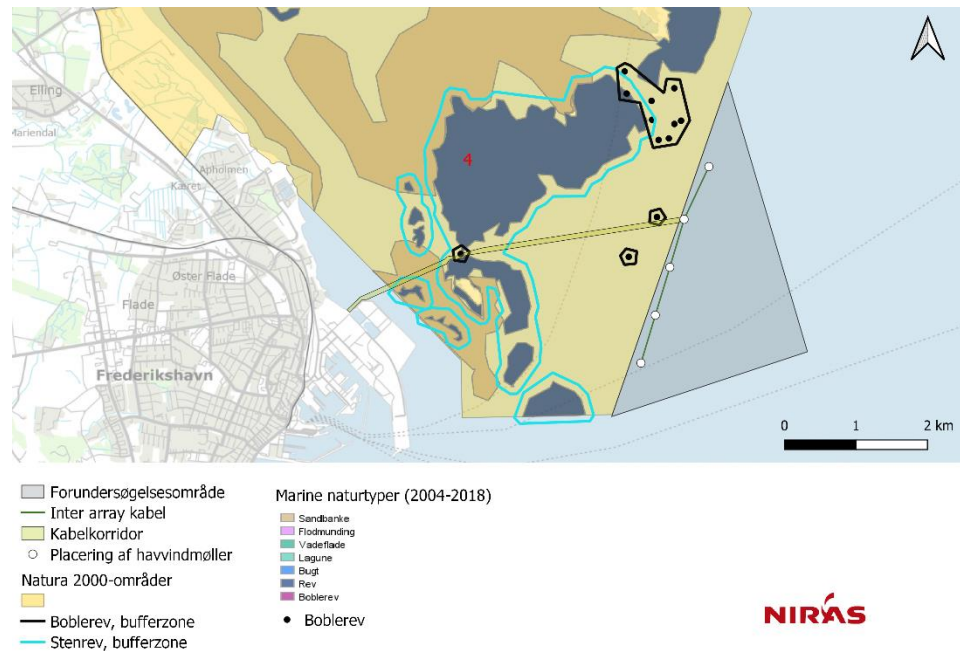 Elling
Mariendal
Apholmen
Kæret
Øster Flade
Flade
Frederikshavn
4
0 1 2 km
Forundersøgelsesområde
Inter array kabel
Kabelkorridor
Placering af havvindmøller
Natura 2000-områder
Boblerev, bufferzone
Stenrev, bufferzone
Marine naturtyper (2004-2018)
Sandbanke
Flodmunding
Vadeflade
Lagune
Bugt
Rev
Boblerev
Boblerev
NIRAS